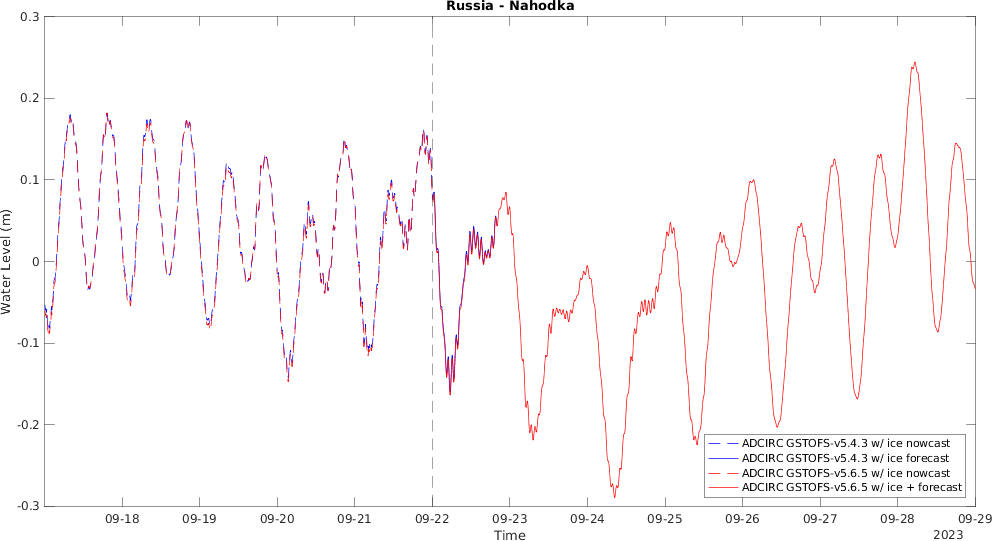 Russia - Nahodka
Water Level (m)
0.3
0.2
0.1
0
-0.1
-0.2
-0.3
ADCIRC GSTOFS-v5.4.3 w/ ice nowcast
ADCIRC GSTOFS-v5.4.3 w/ ice forecast
ADCIRC GSTOFS-v5.6.5 w/ ice nowcast
ADCIRC GSTOFS-v5.6.5 w/ ice + forecast
09-18 09-19 09-20 09-21 09-22 09-23 09-24 09-25 09-26 09-27 09-28 09-29
Time
2023